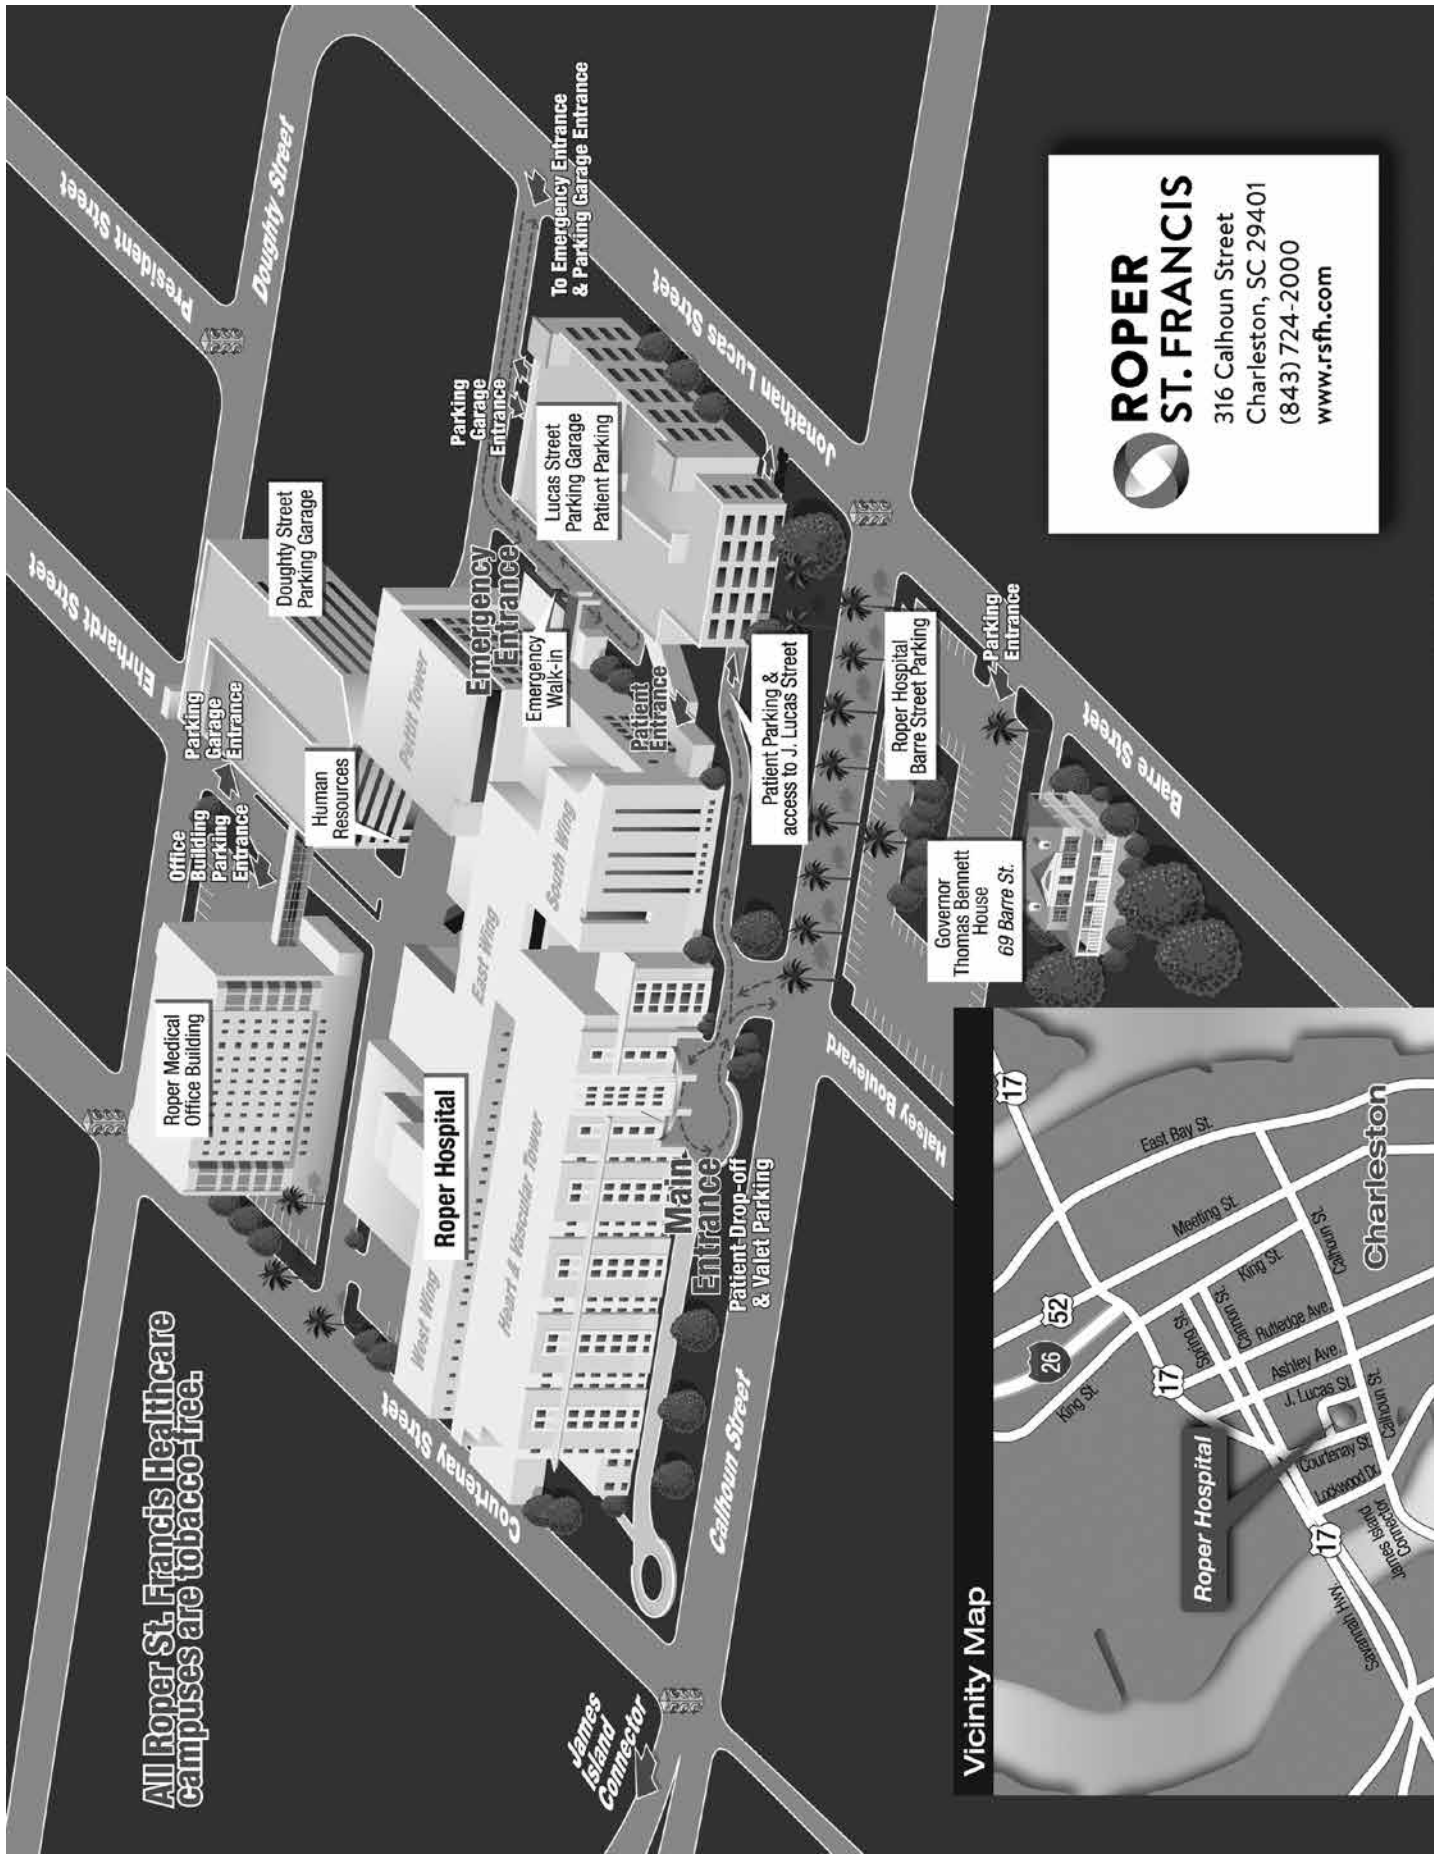 All Roper St. Francis Healthcare
campuses are tobacco-free.
President Street
Doughty Street
Ehrhardt Street
Parking
Garage
Entrance
Office
Building
Parking
Entrance
Roper Medical
Office Building
Doughty Street
Parking Garage
Human
Resources
Pettit Tower
To Emergency Entrance
& Parking Garage Entrance
Parking
Garage
Entrance
Lucas Street
Parking Garage
Patient Parking
Jonathan Lucas Street
Emergency
Entrance
Emergency
Walk-in
Patient
Entrance
Courtenay Street
Roper Hospital
West Wing
East Wing
South Wing
Heart & Vascular Tower
Main
Entrance
Patient-Drop-off
& Valet Parking
Patient Parking &
access to J. Lucas Street
Calhoun Street
James
Island
Connector
Halsey Boulevard
Roper Hospital
Barre Street Parking
Parking
Entrance
Barre Street
Governor
Thomas Bennett
House
69 Barre St.
ROPER
ST. FRANCIS
316 Calhoun Street
Charleston, SC 29401
(843) 724-2000
www.rsfh.com
Vicinity Map
17
East Bay St.
Meeting St.
52
26
King St.
King St.
Calhoun St.
Charleston
Spring St.
Cannon St.
Rutledge Ave.
17
Ashley Ave.
J. Lucas St.
Calhoun St.
Roper Hospital
Courtenay St.
Lockwood Dr.
17
James Island
Connector
Savannah Hwy.